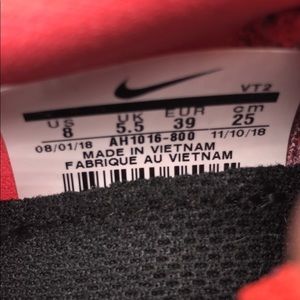 VT2
US UK EUR cm
8 5.5 39 25
08/01/18 AH1016-800 11/10/18
MADE IN VIETNAM
FABRIQUE AU VIETNAM